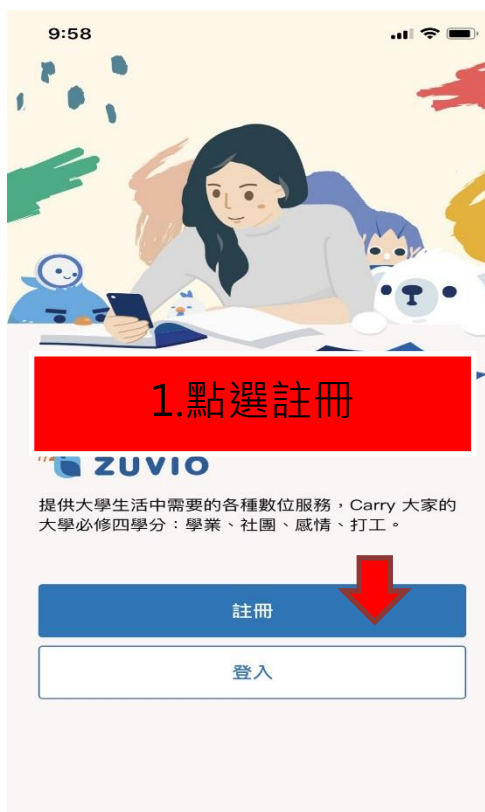 9:58
1.點選註冊
zuvio
提供大學生活中需要的各種數位服務，Carry 大家的
大學必修四學分：學業、社團、感情、打工。
註冊
登入